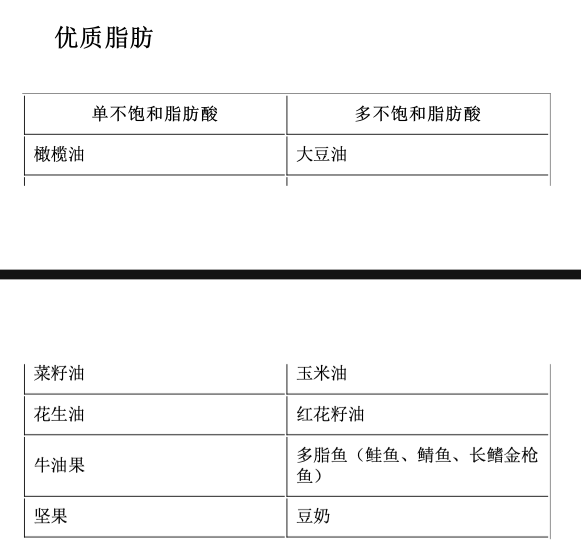 优质脂肪
单不饱和脂肪酸 多不饱和脂肪酸
橄榄油 大豆油
菜籽油 玉米油
花生油 红花籽油
牛油果 多脂鱼（鲑鱼、鲭鱼、长鳍金枪
鱼）
坚果 豆奶